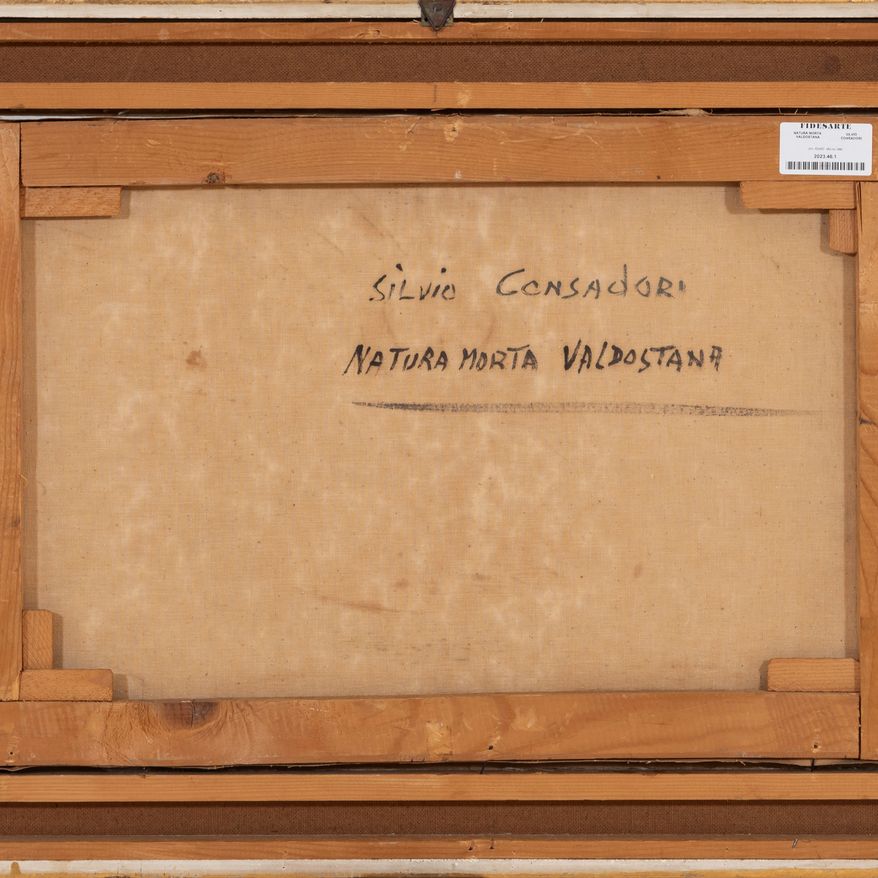 FIDESARTE
NATURA MORTA VALDOSTANA
SILVIO CONSADORI
2023.46.1
SiLViO CONSADORI
NATURA MORTA VALDOSTANA